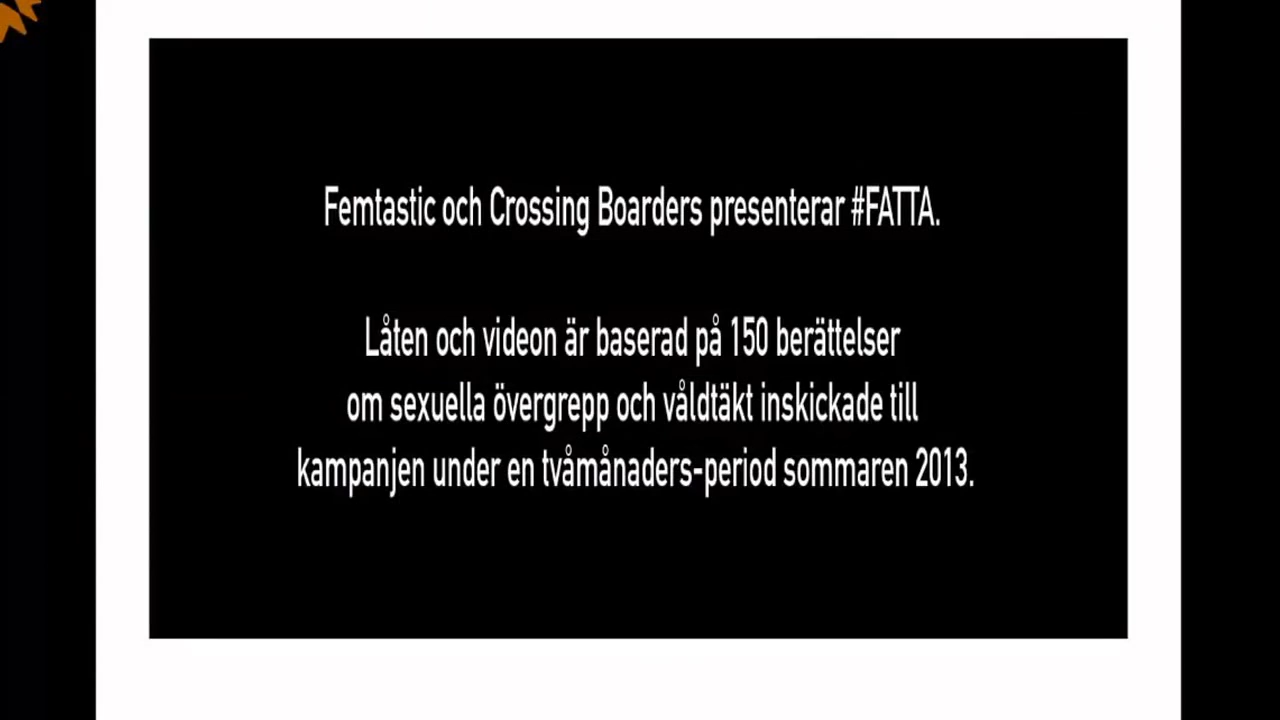 Femtastic och Crossing Boarders presenterar #FATTA.
Låten och videon är baserad på 150 berättelser
om sexuella övergrepp och våldtäkt inskickade till
kampanjen under en tvåmånaders-period sommaren 2013.